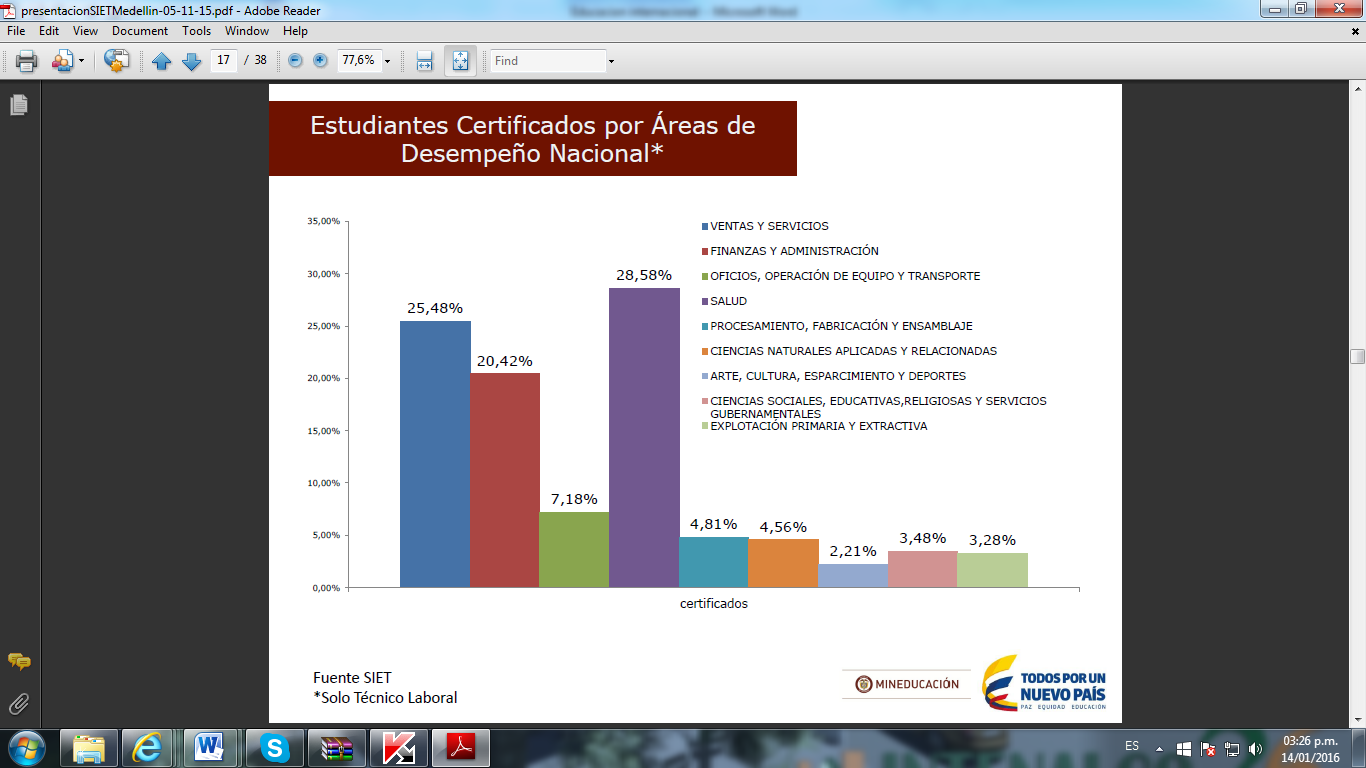 presentacionSIETMedellin-05-11-15.pdf - Adobe Reader
Educacion internacional - Microsoft Word
File Edit View Document Tools Window Help
17 / 38 77,6% Find
Estudiantes Certificados por Áreas de
Desempeño Nacional*
35,00%
30,00%
25,00%
20,00%
15,00%
10,00%
5,00%
0,00%
25,48%
20,42%
7,18%
28,58%
4,81%
4,56%
2,21%
3,48%
3,28%
certificados
VENTAS Y SERVICIOS
FINANZAS Y ADMINISTRACIÓN
OFICIOS, OPERACIÓN DE EQUIPO Y TRANSPORTE
SALUD
PROCESAMIENTO, FABRICACIÓN Y ENSAMBLAJE
CIENCIAS NATURALES APLICADAS Y RELACIONADAS
ARTE, CULTURA, ESPARCIMIENTO Y DEPORTES
CIENCIAS SOCIALES, EDUCATIVAS,RELIGIOSAS Y SERVICIOS
GUBERNAMENTALES
EXPLOTACIÓN PRIMARIA Y EXTRACTIVA
Fuente SIET
*Solo Técnico Laboral
MINEDUCACIÓN
TODOS POR UN
NUEVO PAÍS
PAZ EQUIDAD EDUCACIÓN
ES
03:26 p.m.
14/01/2016